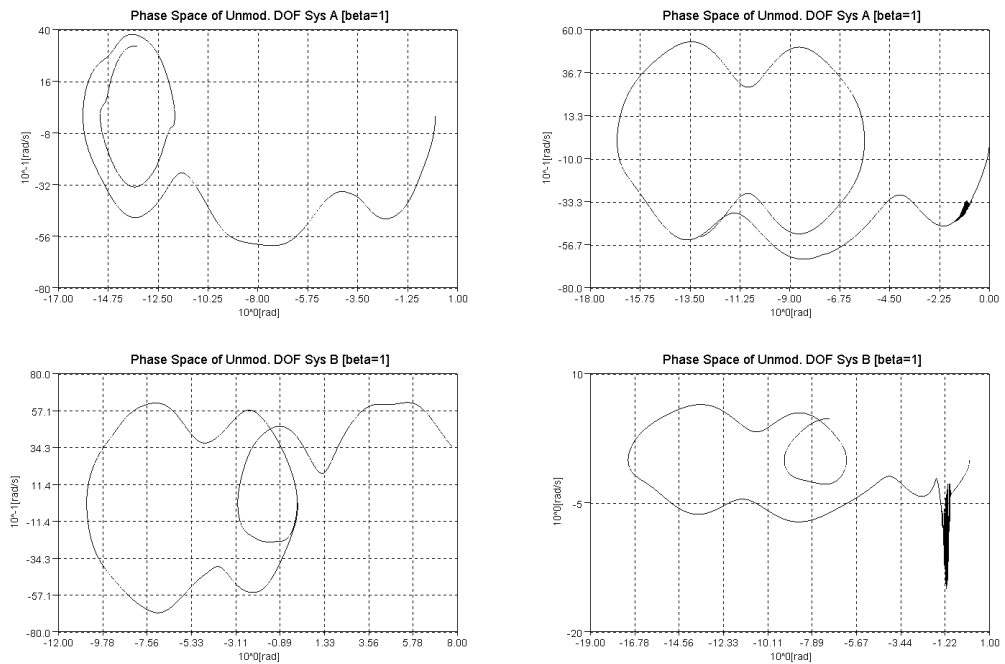 Phase Space of Unmod. DOF Sys A [beta=1]
40
16
-8
-32
-56
-80
10^-1[rad/s]
-17.00 -14.75 -12.50 -10.25 -8.00 -5.75 -3.50 -1.25 1.00
10^0[rad]
Phase Space of Unmod. DOF Sys A [beta=1]
60.0
36.7
13.3
-10.0
-33.3
-56.7
-80.0
10^-1[rad/s]
-18.00 -15.75 -13.50 -11.25 -9.00 -6.75 -4.50 -2.25 0.00
10^0[rad]
Phase Space of Unmod. DOF Sys B [beta=1]
80.0
57.1
34.3
11.4
-11.4
-34.3
-57.1
-80.0
10^-1[rad/s]
-12.00 -9.78 -7.56 -5.33 -3.11 -0.89 1.33 3.56 5.78 8.00
10^0[rad]
Phase Space of Unmod. DOF Sys B [beta=1]
10
-5
-20
10^0[rad/s]
-19.00 -16.78 -14.56 -12.33 -10.11 -7.89 -5.67 -3.44 -1.22 1.00
10^0[rad]